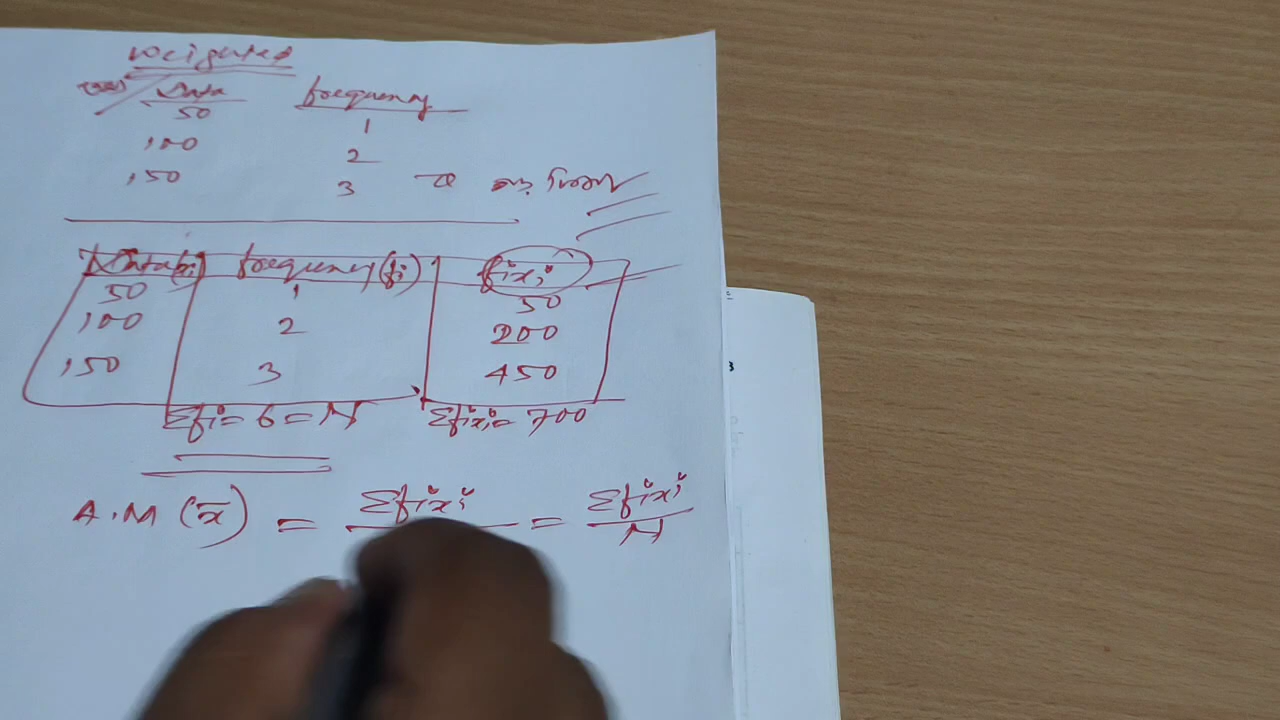 weighted
Data frequency
50 1
100 2
150 3
Data(xi) frequency(fi) fixi
50 1 50
100 2 200
150 3 450
Σfi = 6 = N Σfixi = 700
A.M (x̄) = Σfixi = Σfixi
N